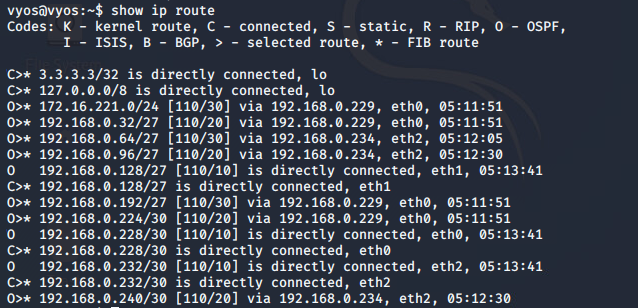 vyos@vyos:~$ show ip route
Codes: K - kernel route, C - connected, S - static, R - RIP, O - OSPF,
       I - ISIS, B - BGP, > - selected route, * - FIB route

C>* 3.3.3.3/32 is directly connected, lo
C>* 127.0.0.0/8 is directly connected, lo
O>* 172.16.221.0/24 [110/30] via 192.168.0.229, eth0, 05:11:51
O>* 192.168.0.32/27 [110/20] via 192.168.0.229, eth0, 05:11:51
O>* 192.168.0.64/27 [110/30] via 192.168.0.234, eth2, 05:12:05
O>* 192.168.0.96/27 [110/20] via 192.168.0.234, eth2, 05:12:30
O   192.168.0.128/27 [110/10] is directly connected, eth1, 05:13:41
C>* 192.168.0.128/27 is directly connected, eth1
O>* 192.168.0.192/27 [110/30] via 192.168.0.229, eth0, 05:11:51
O>* 192.168.0.224/30 [110/20] via 192.168.0.229, eth0, 05:11:51
O   192.168.0.228/30 [110/10] is directly connected, eth0, 05:13:41
C>* 192.168.0.228/30 is directly connected, eth0
O   192.168.0.232/30 [110/10] is directly connected, eth2, 05:13:41
C>* 192.168.0.232/30 is directly connected, eth2
O>* 192.168.0.240/30 [110/20] via 192.168.0.234, eth2, 05:12:30